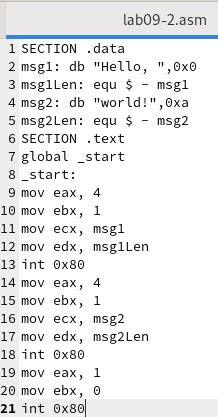 lab09-2.asm
1 SECTION .data
2 msg1: db "Hello, ",0x0
3 msg1Len: equ $ - msg1
4 msg2: db "world!",0xa
5 msg2Len: equ $ - msg2
6 SECTION .text
7 global _start
8 _start:
9 mov eax, 4
10 mov ebx, 1
11 mov ecx, msg1
12 mov edx, msg1Len
13 int 0x80
14 mov eax, 4
15 mov ebx, 1
16 mov ecx, msg2
17 mov edx, msg2Len
18 int 0x80
19 mov eax, 1
20 mov ebx, 0
21 int 0x80